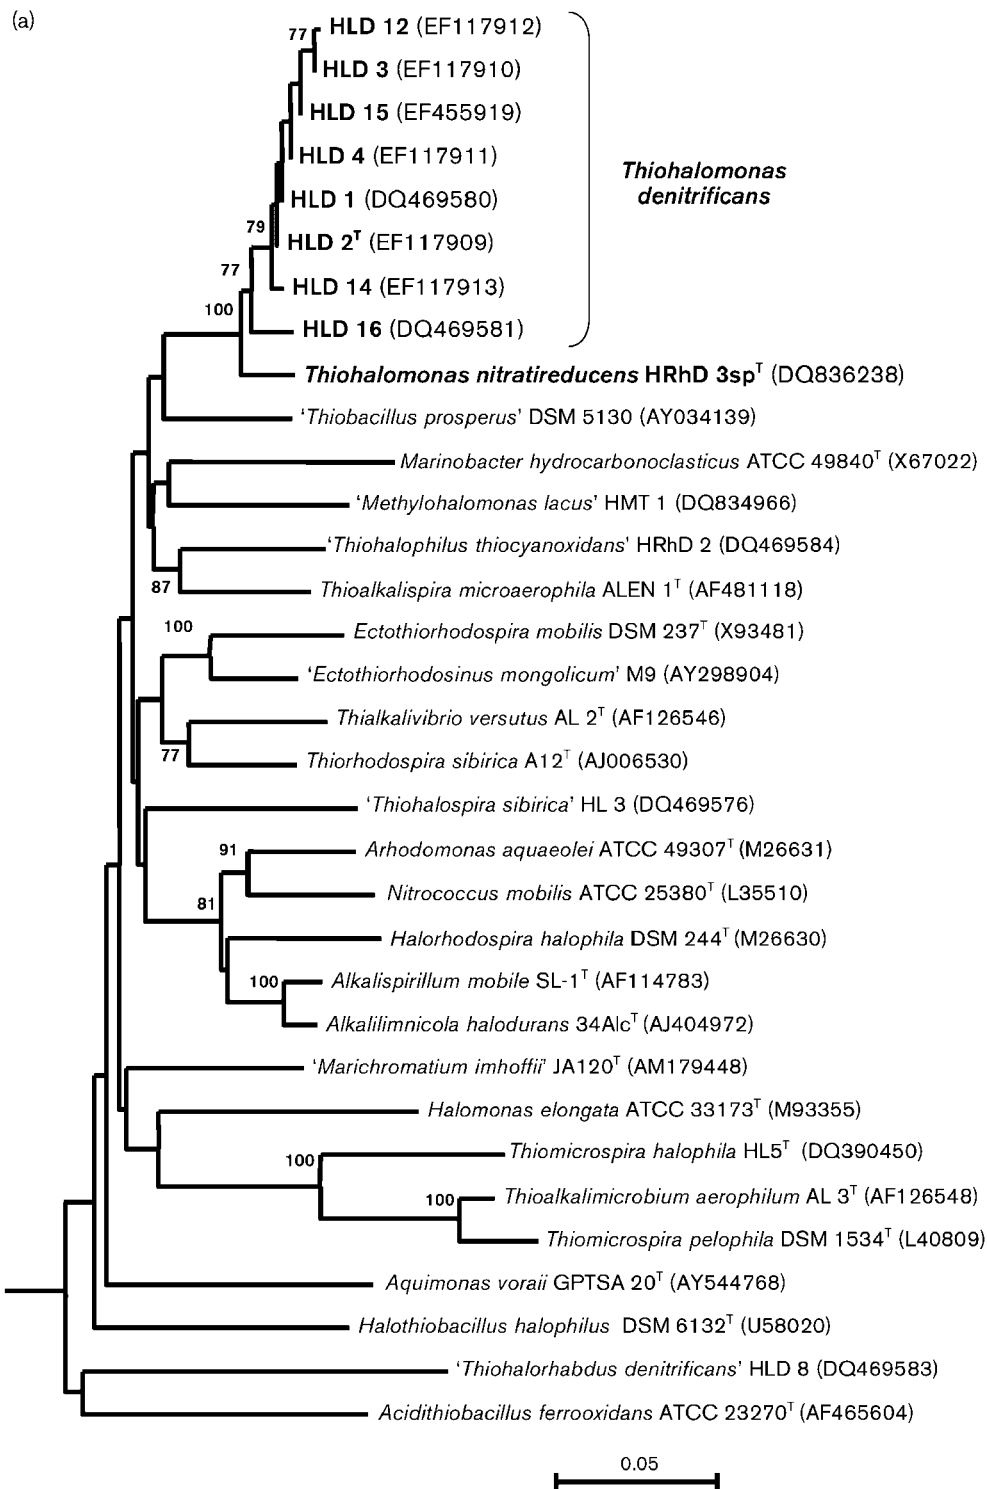 (a)
77
HLD 12 (EF117912)
HLD 3 (EF117910)
HLD 15 (EF455919)
HLD 4 (EF117911)
Thiohalomonas
denitrificans
HLD 1 (DQ469580)
79
HLD 2ᵀ (EF117909)
77
HLD 14 (EF117913)
100
HLD 16 (DQ469581)
Thiohalomonas nitratireducens HRhD 3spᵀ (DQ836238)
‘Thiobacillus prosperus’ DSM 5130 (AY034139)
Marinobacter hydrocarbonoclasticus ATCC 49840ᵀ (X67022)
‘Methylohalomonas lacus’ HMT 1 (DQ834966)
‘Thiohalophilus thiocyanoxidans’ HRhD 2 (DQ469584)
87
Thioalkalispira microaerophila ALEN 1ᵀ (AF481118)
100
Ectothiorhodospira mobilis DSM 237ᵀ (X93481)
‘Ectothiorhodosinus mongolicum’ M9 (AY298904)
Thialkalivibrio versutus AL 2ᵀ (AF126546)
77
Thiorhodospira sibirica A12ᵀ (AJ006530)
‘Thiohalospira sibirica’ HL 3 (DQ469576)
91
Arhodomonas aquaeolei ATCC 49307ᵀ (M26631)
Nitrococcus mobilis ATCC 25380ᵀ (L35510)
81
Halorhodospira halophila DSM 244ᵀ (M26630)
100
Alkalispirillum mobile SL-1ᵀ (AF114783)
Alkalilimnicola halodurans 34Alcᵀ (AJ404972)
‘Marichromatium imhoffii’ JA120ᵀ (AM179448)
Halomonas elongata ATCC 33173ᵀ (M93355)
100
Thiomicrospira halophila HL5ᵀ (DQ390450)
100
Thioalkalimicrobium aerophilum AL 3ᵀ (AF126548)
Thiomicrospira pelophila DSM 1534ᵀ (L40809)
Aquimonas voraii GPTSA 20ᵀ (AY544768)
Halothiobacillus halophilus DSM 6132ᵀ (U58020)
‘Thiohalorhabdus denitrificans’ HLD 8 (DQ469583)
Acidithiobacillus ferrooxidans ATCC 23270ᵀ (AF465604)
0.05